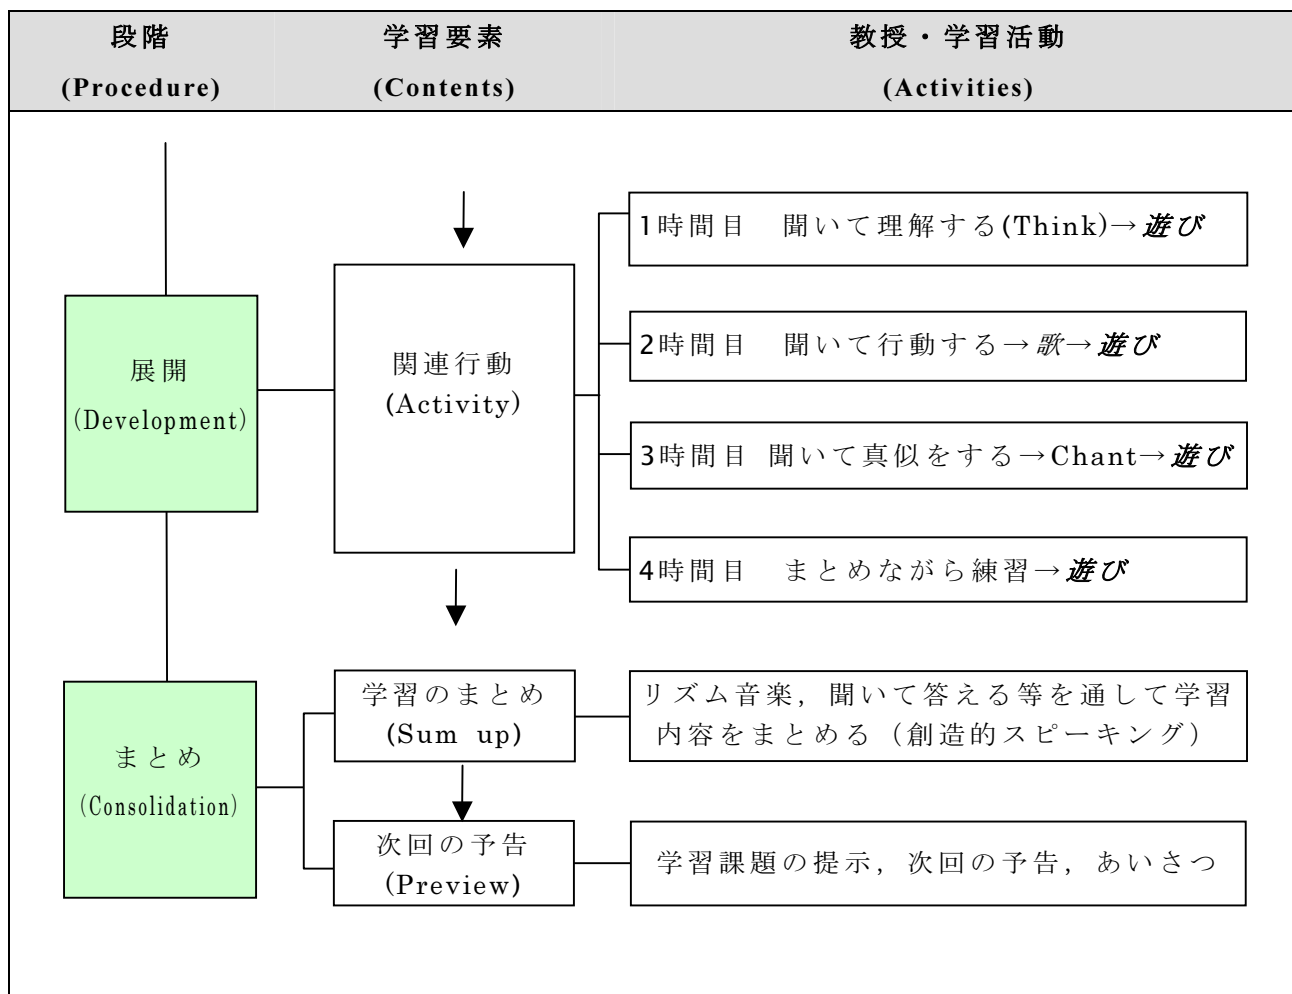 段階
(Procedure)
学習要素
(Contents)
教授・学習活動
(Activities)
展開
(Development)
関連行動
(Activity)
1時間目　聞いて理解する(Think)→遊び
2時間目　聞いて行動する→歌→遊び
3時間目 聞いて真似をする→Chant→遊び
4時間目　まとめながら練習→遊び
まとめ
(Consolidation)
学習のまとめ
(Sum up)
リズム音楽，聞いて答える等を通して学習
内容をまとめる（創造的スピーキング）
次回の予告
(Preview)
学習課題の提示，次回の予告，あいさつ